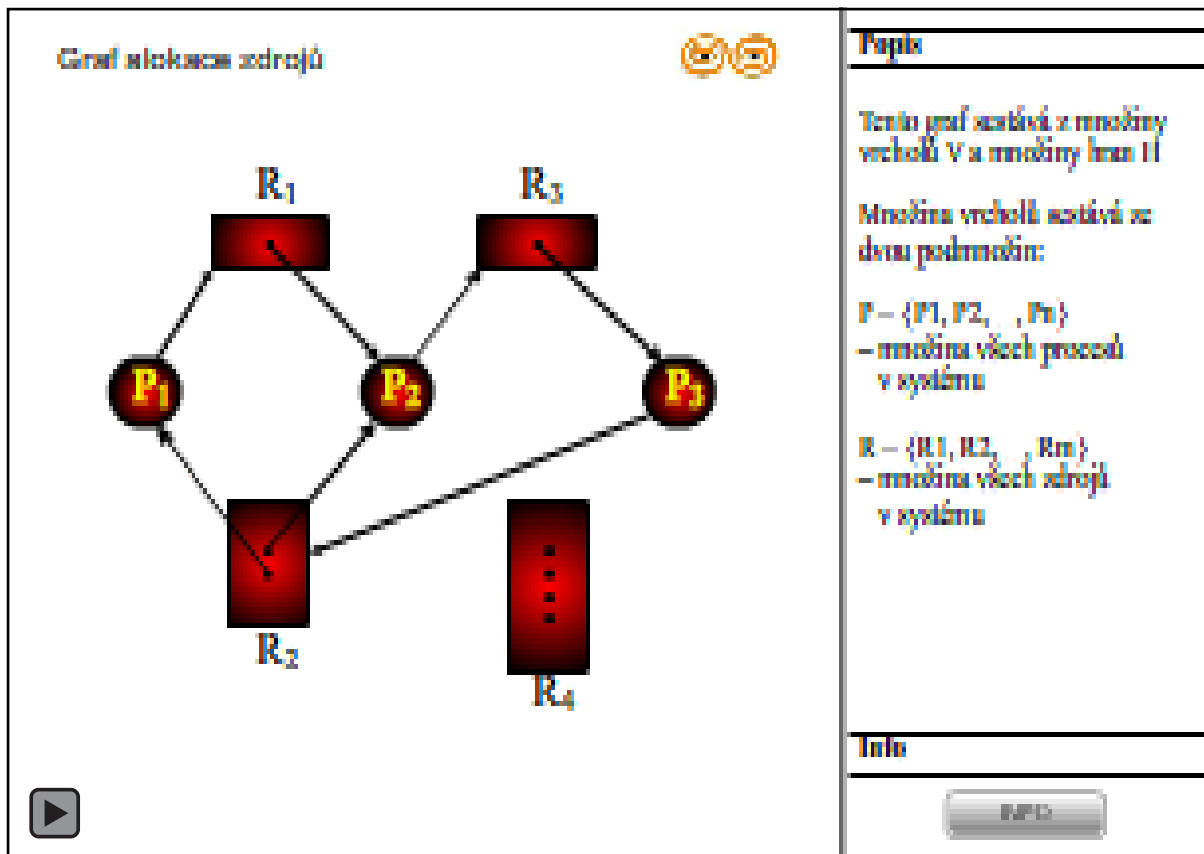 Graf alokace zdrojů
R1
R3
P1
P2
P3
R2
R4
Popis
Tento graf sestává z množiny
vrcholů V a množiny hran H
Množina vrcholů sestává ze
dvou podmnožin:
P – {P1, P2, , Pn}
– množina všech procesů
v systému
R – {R1, R2, , Rm}
– množina všech zdrojů
v systému
Info
INFO